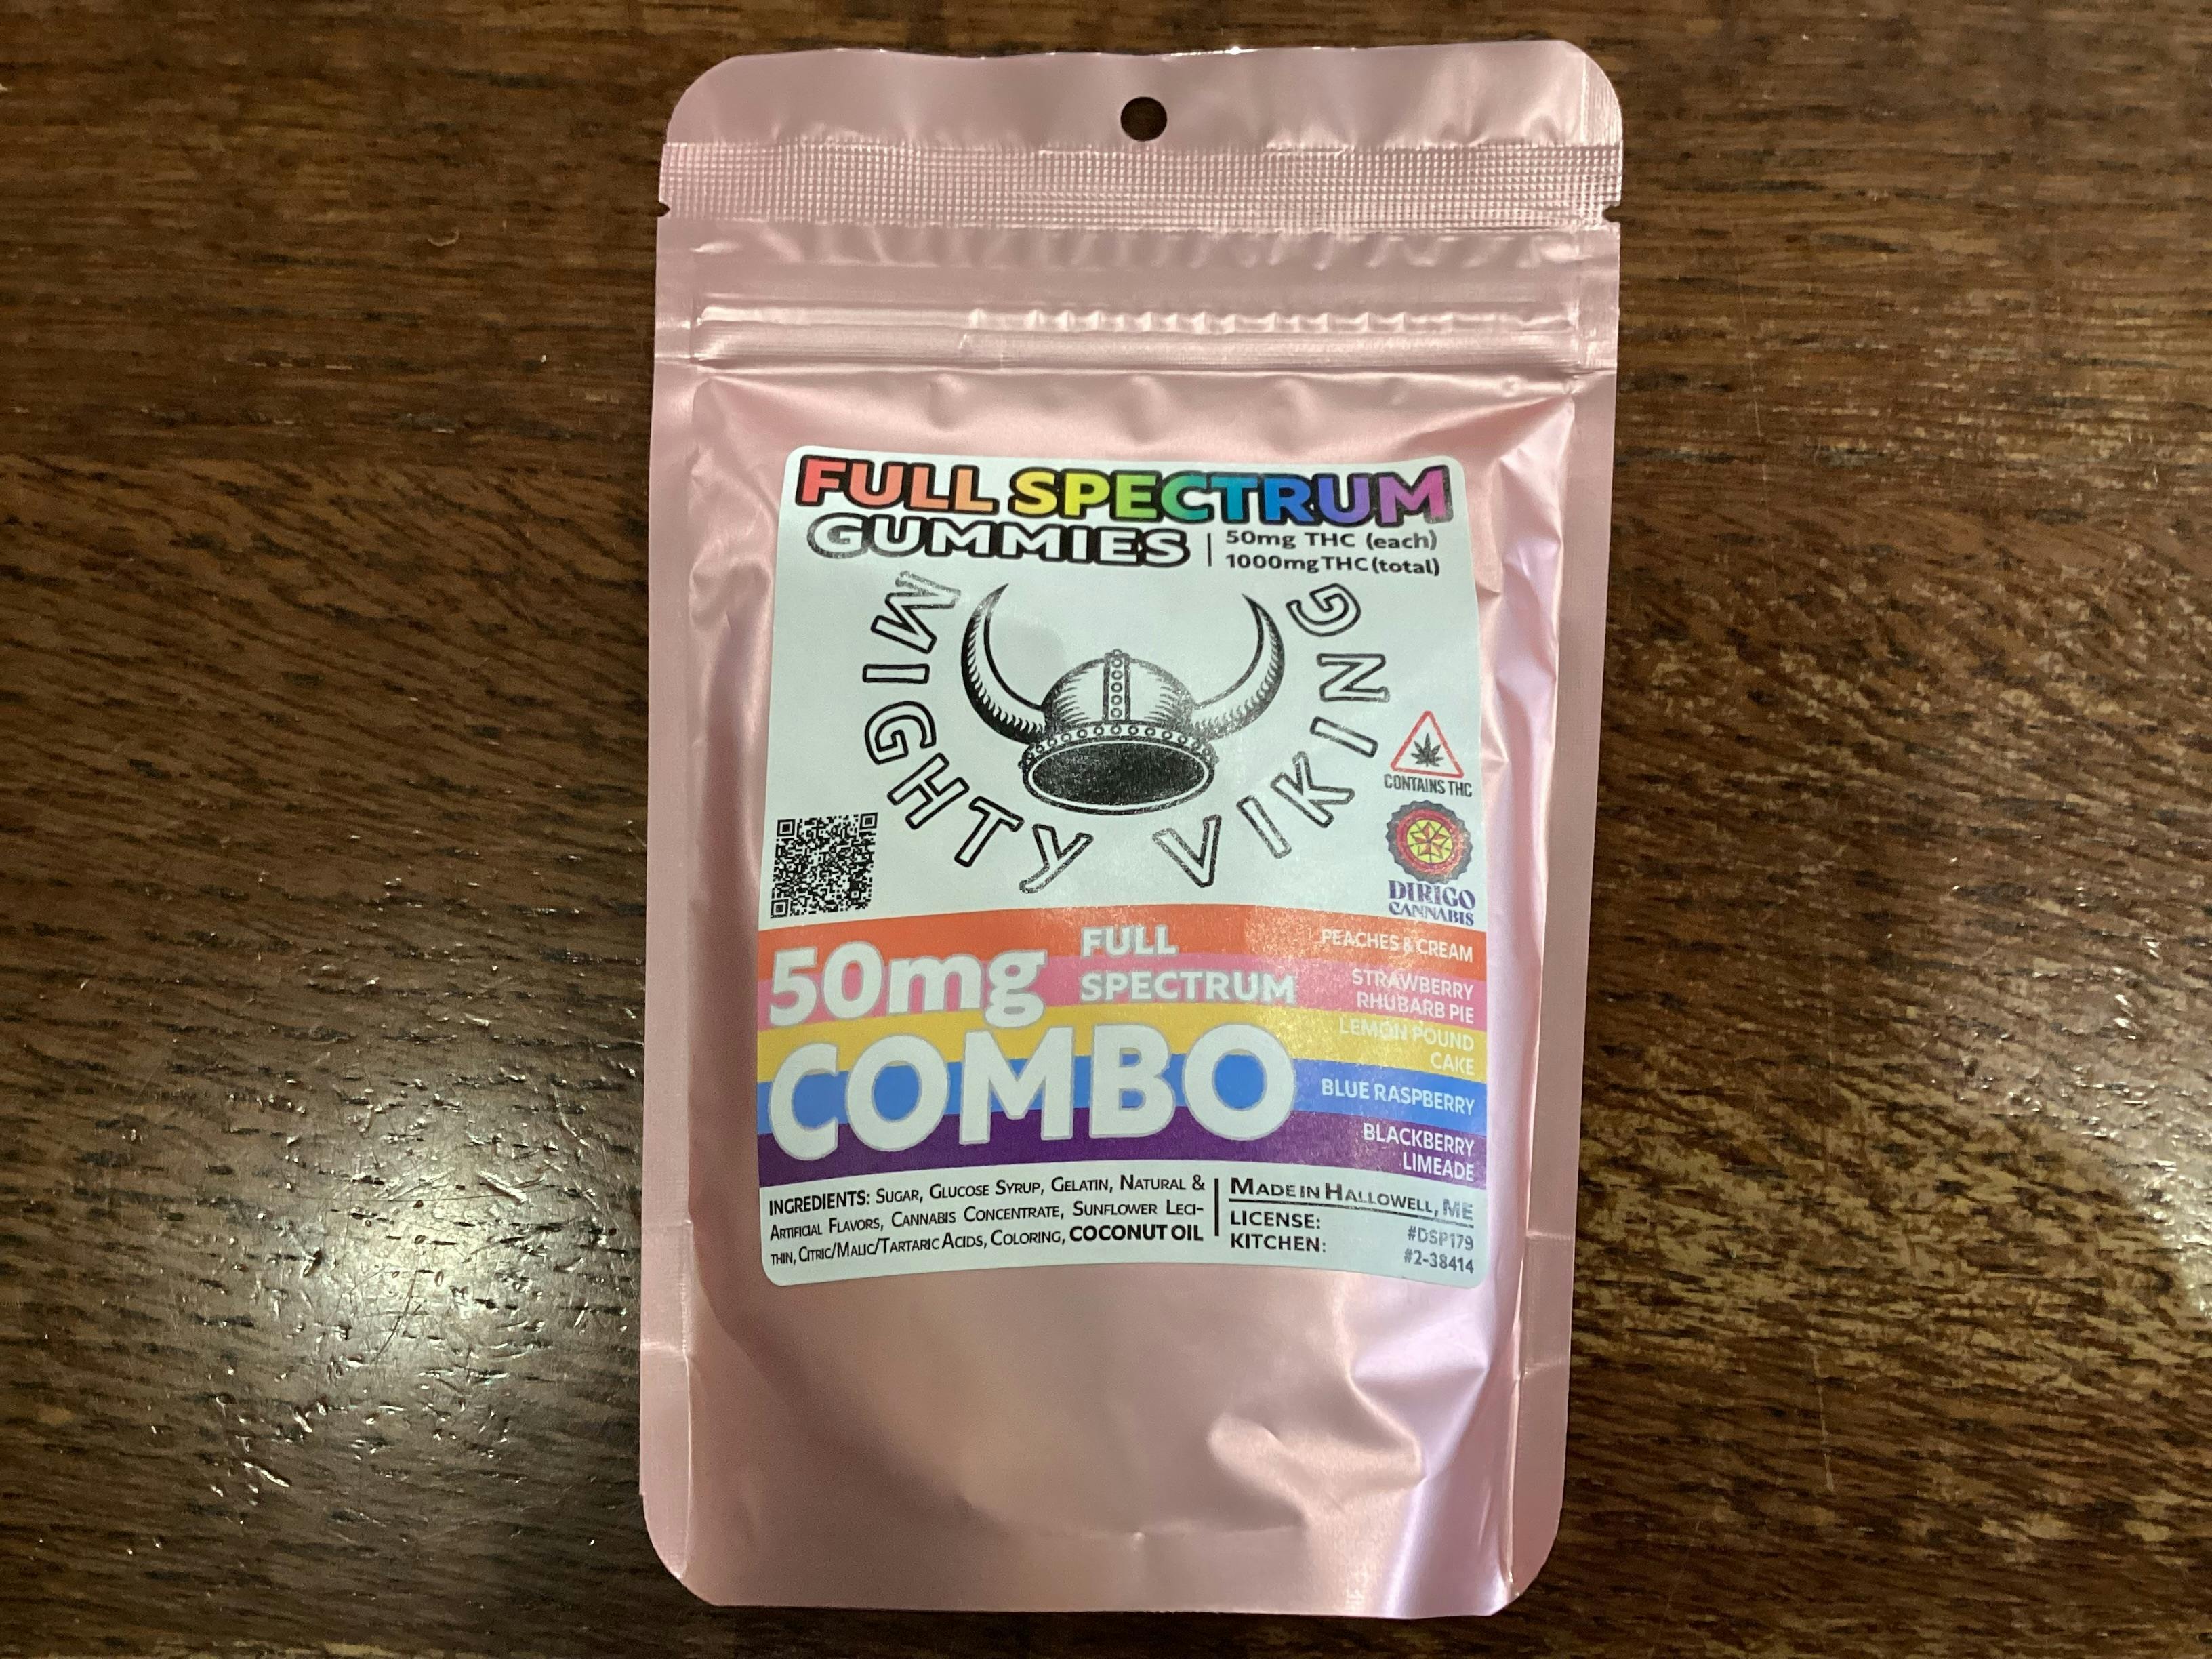 FULL SPECTRUM
GUMMIES
50mg THC (each)
1000mg THC (total)
MIGHTY VIKING
CONTAINS THC
DIRIGO
CANNABIS
50mg FULL
SPECTRUM
COMBO
PEACHES & CREAM
STRAWBERRY
RHUBARB PIE
LEMON POUND
CAKE
BLUE RASPBERRY
BLACKBERRY
LIMEADE
INGREDIENTS: SUGAR, GLUCOSE SYRUP, GELATIN, NATURAL &
ARTIFICIAL FLAVORS, CANNABIS CONCENTRATE, SUNFLOWER LECI-
THIN, CITRIC/MALIC/TARTARIC ACIDS, COLORING, COCONUT OIL
MADE IN HALLOWELL, ME
LICENSE: #DSP179
KITCHEN: #2-38414